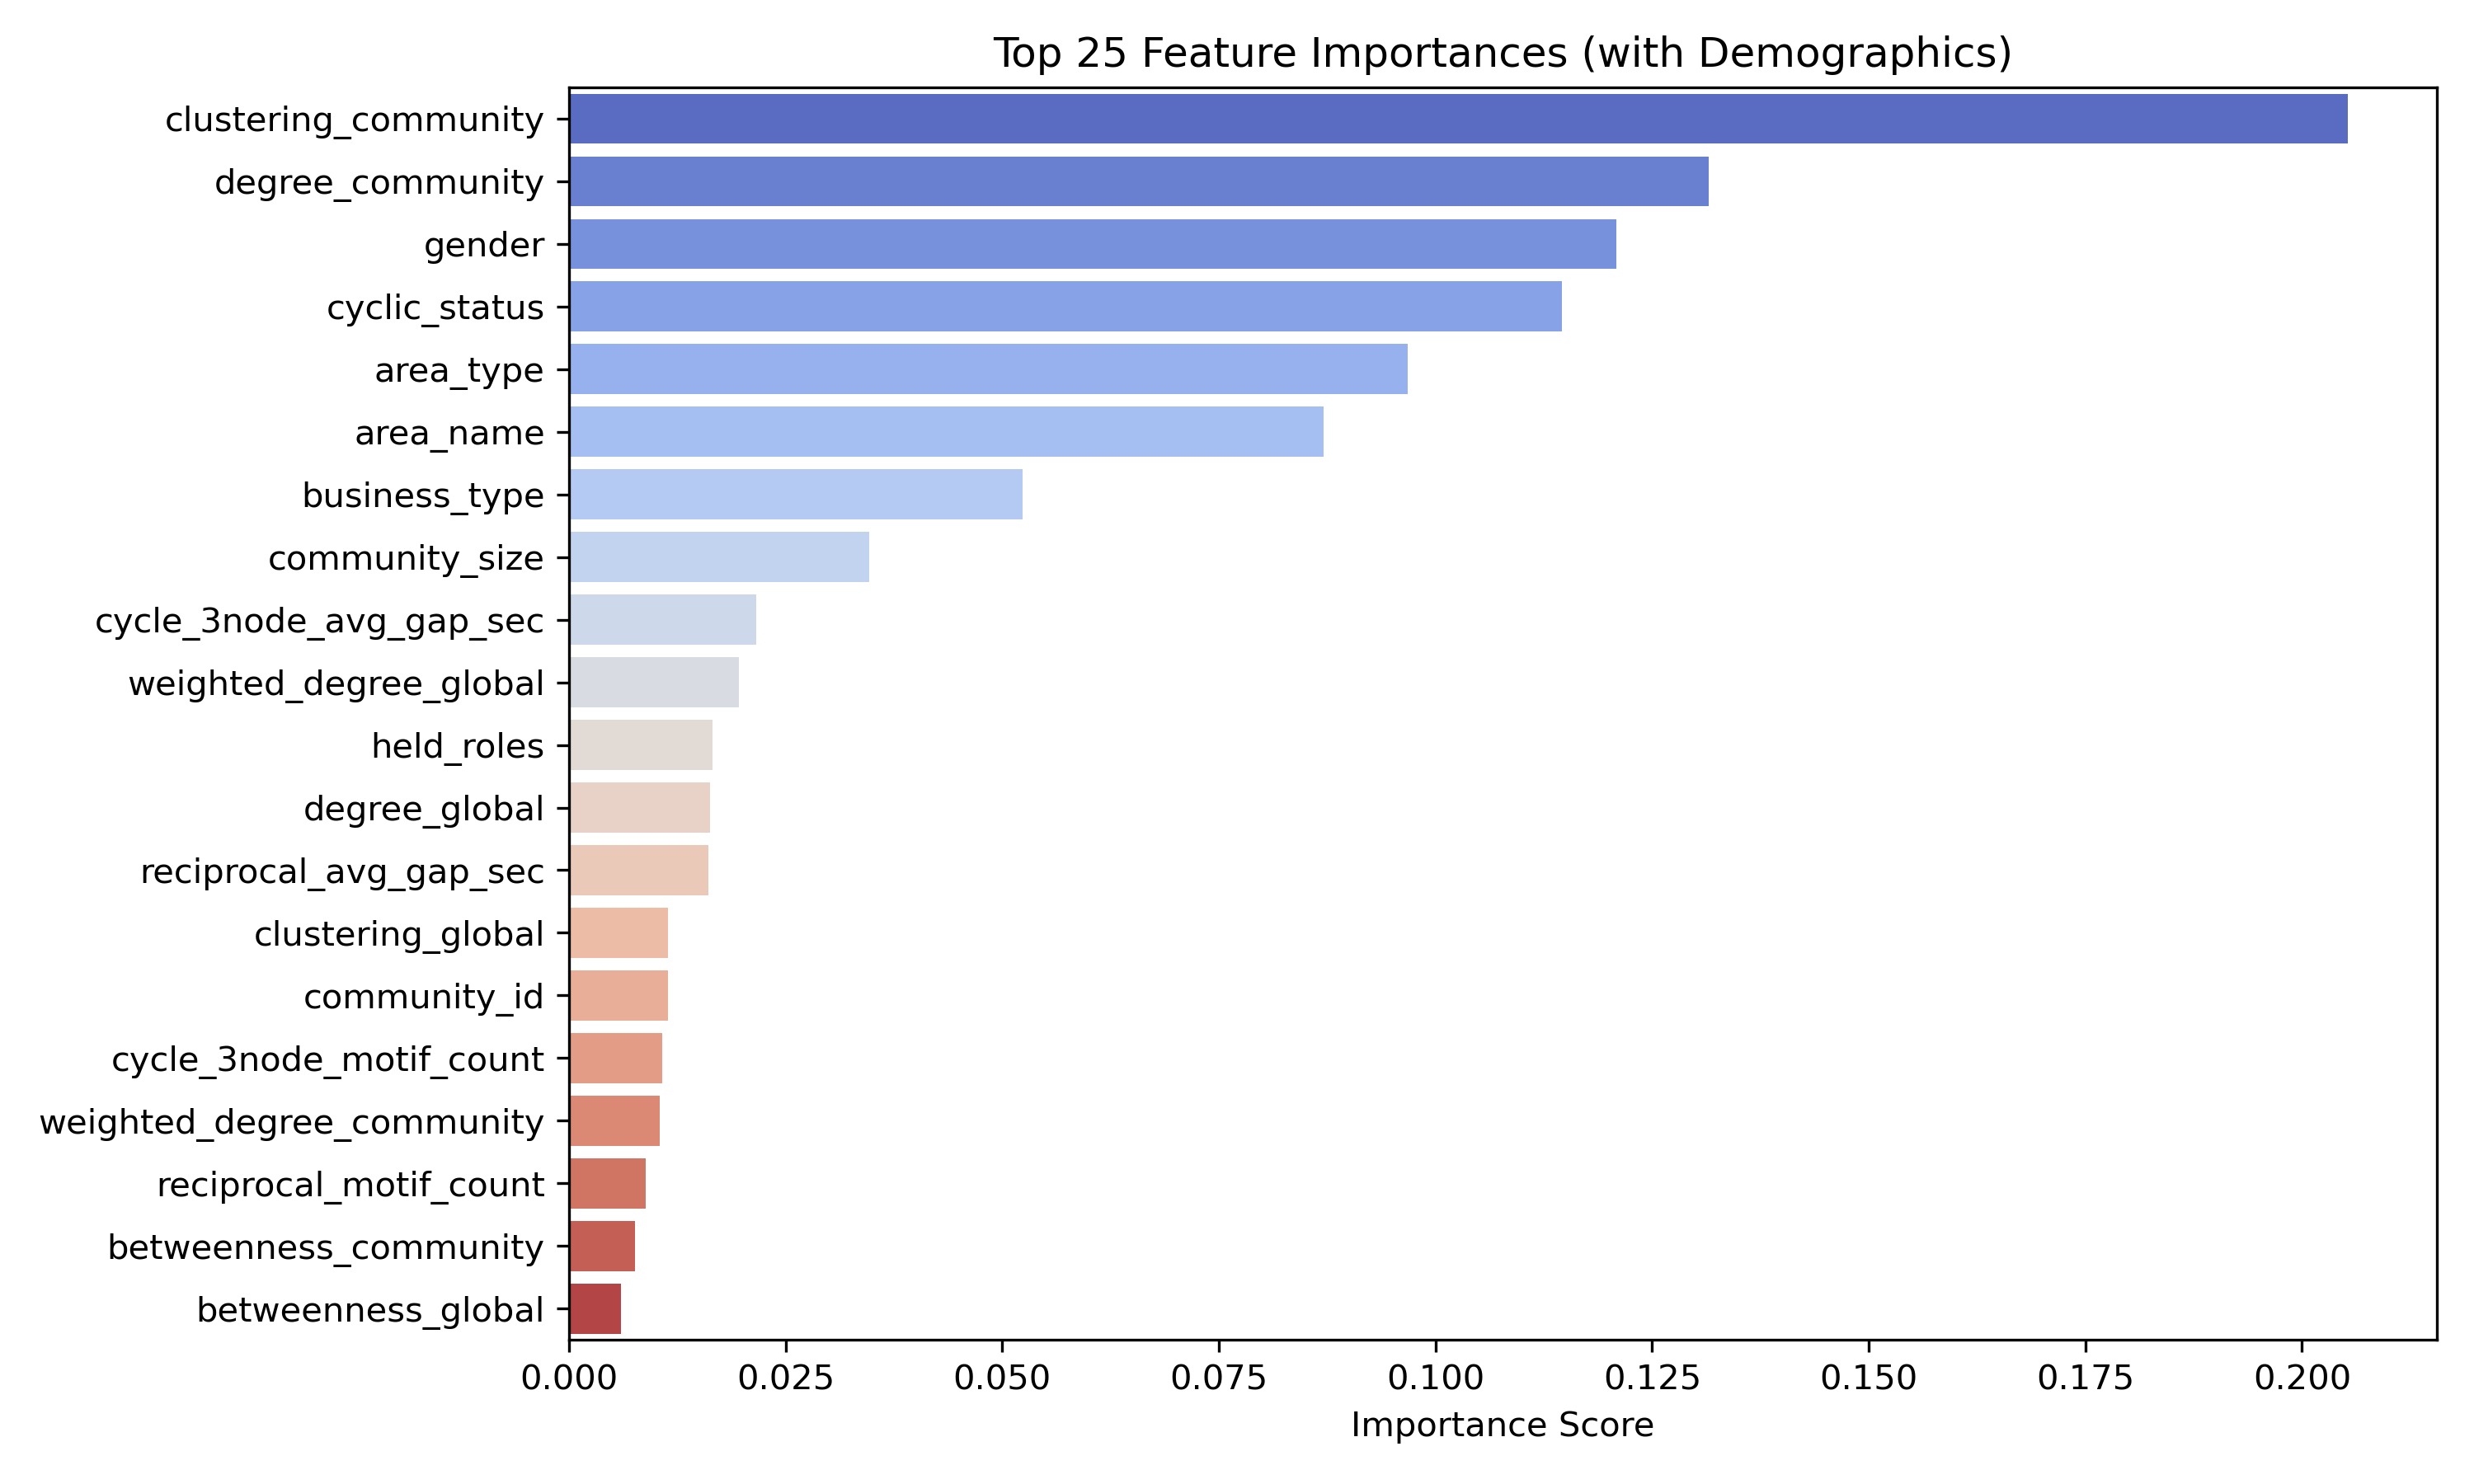 Top 25 Feature Importances (with Demographics)
clustering_community
degree_community
gender
cyclic_status
area_type
area_name
business_type
community_size
cycle_3node_avg_gap_sec
weighted_degree_global
held_roles
degree_global
reciprocal_avg_gap_sec
clustering_global
community_id
cycle_3node_motif_count
weighted_degree_community
reciprocal_motif_count
betweenness_community
betweenness_global
0.000 0.025 0.050 0.075 0.100 0.125 0.150 0.175 0.200
Importance Score